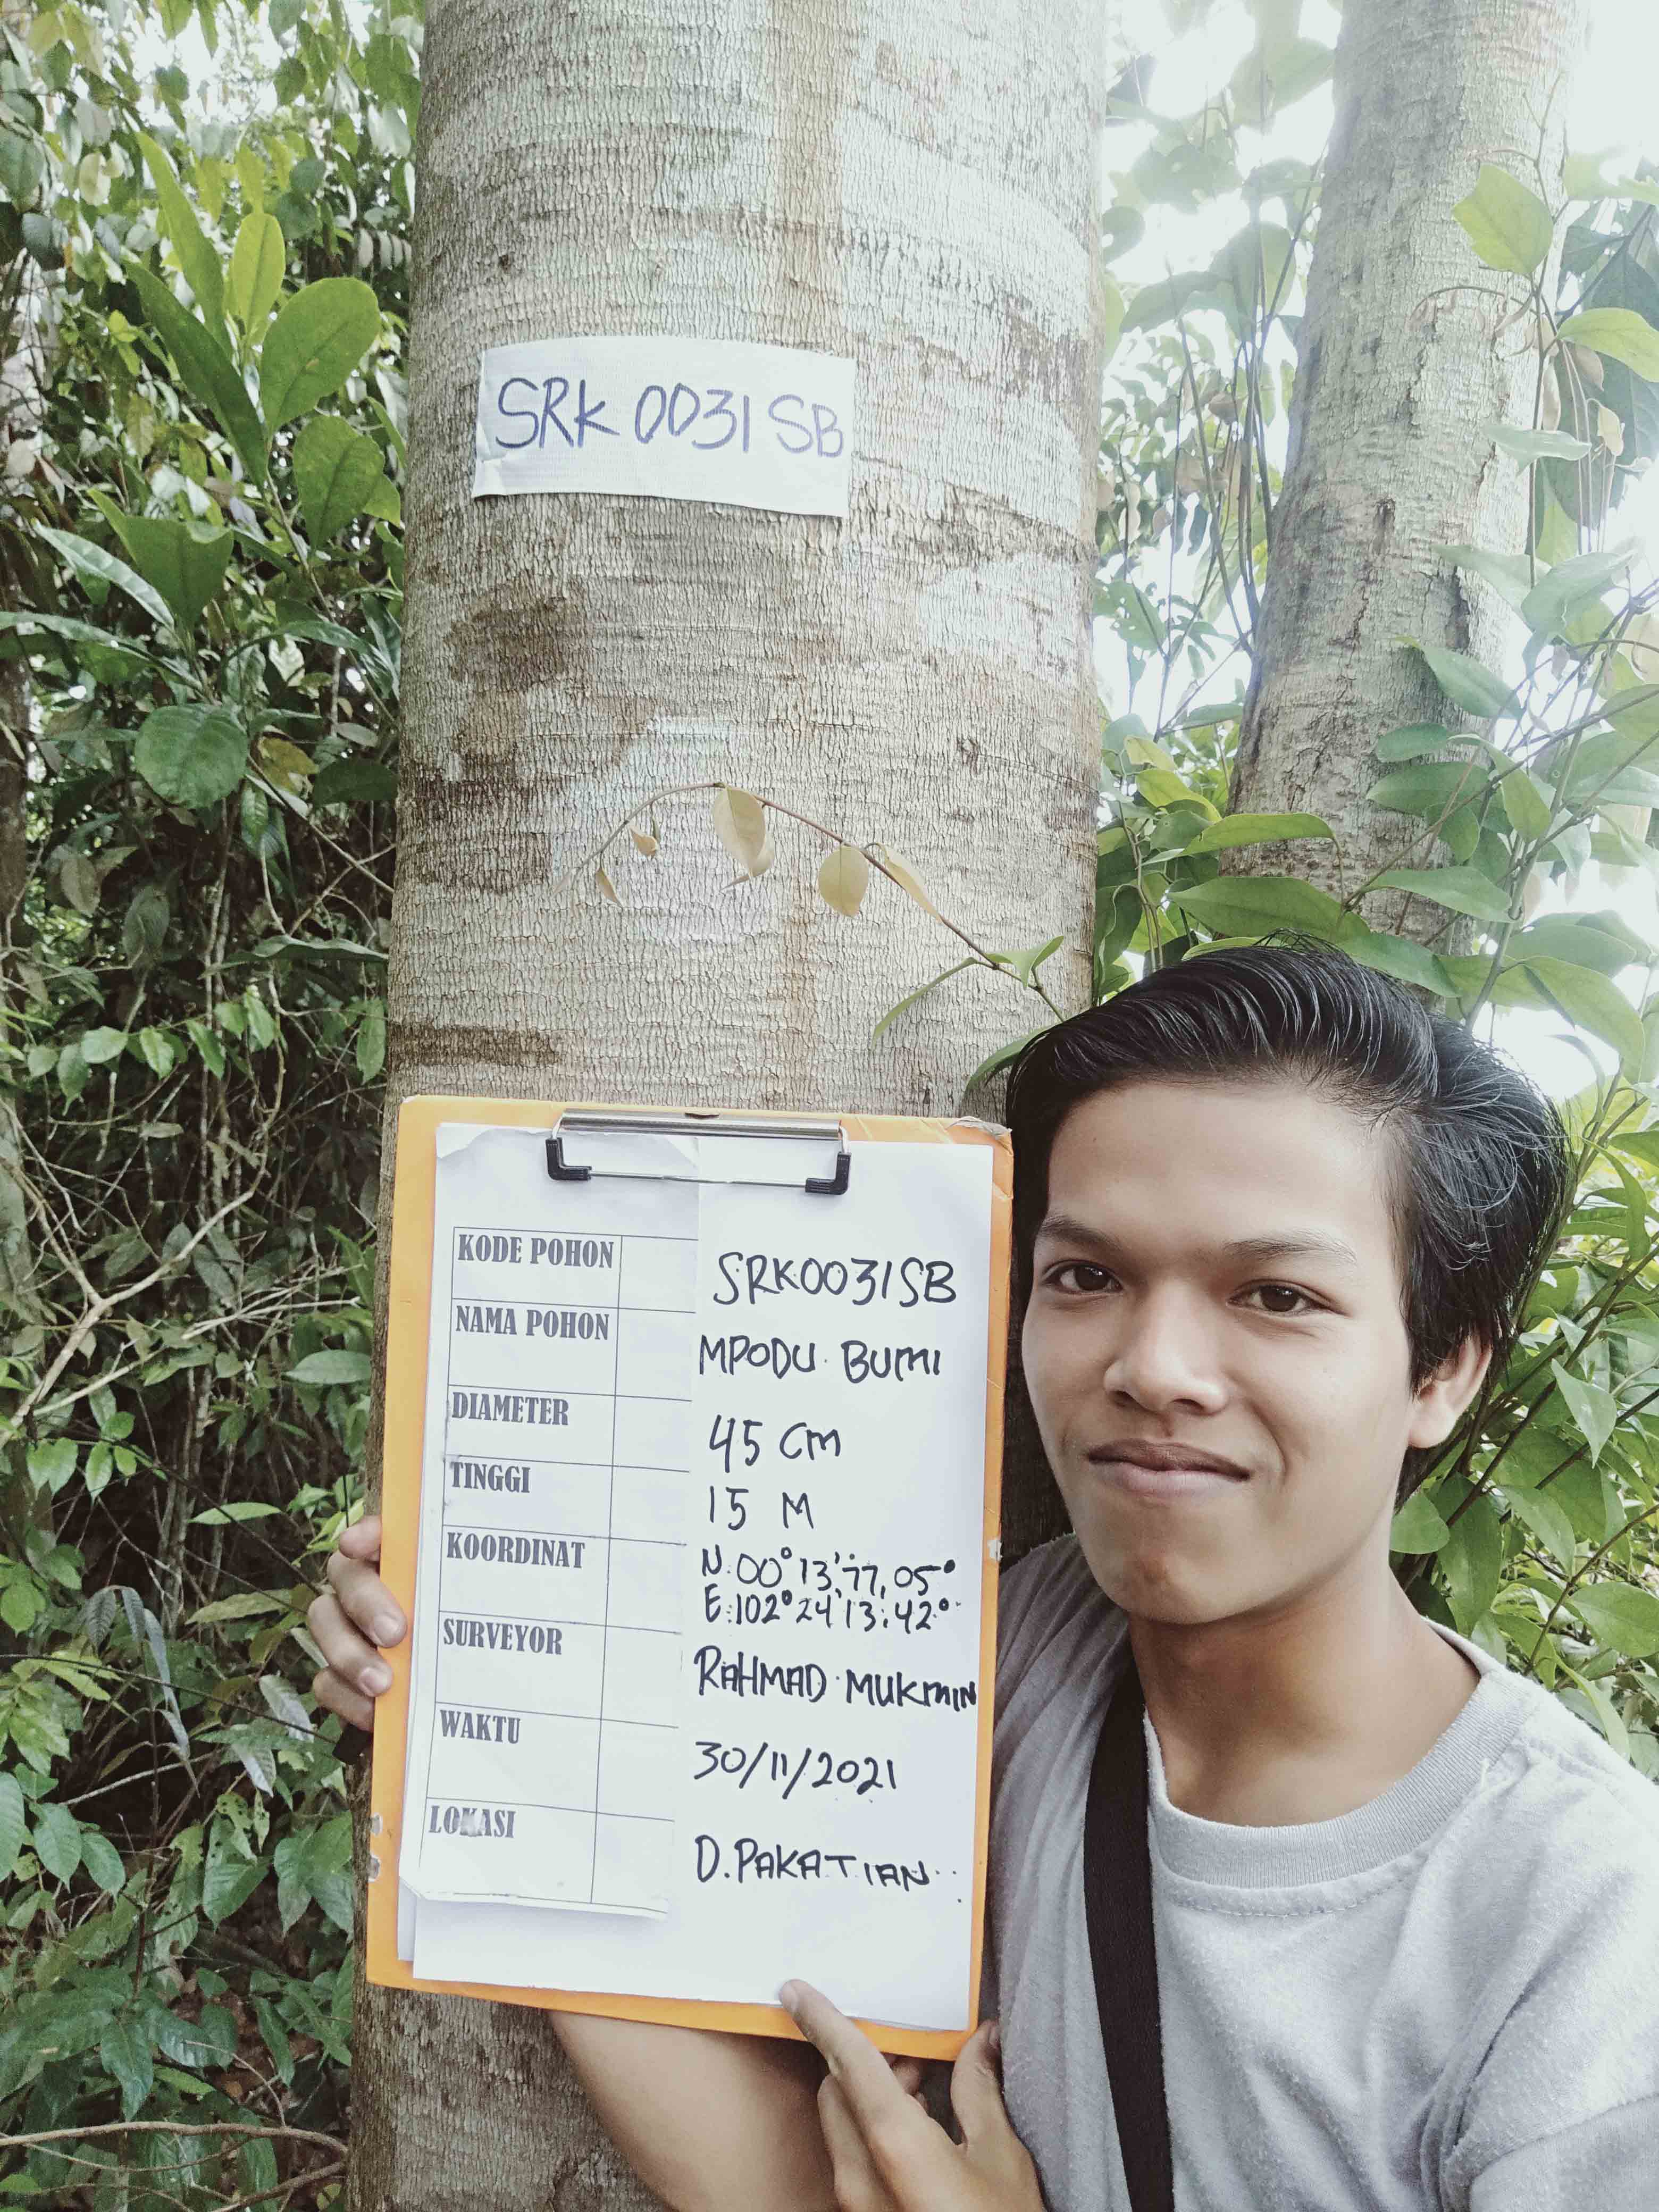 SRK 0031 SB
KODE POHON SRK0031SB
NAMA POHON MPODU BUMI
DIAMETER 45 CM
TINGGI 15 M
KOORDINAT N:00°13'77,05°
E:102°24'13:42°
SURVEYOR RAHMAD MUKMIN
WAKTU 30/11/2021
LOKASI D.PAKATIAN